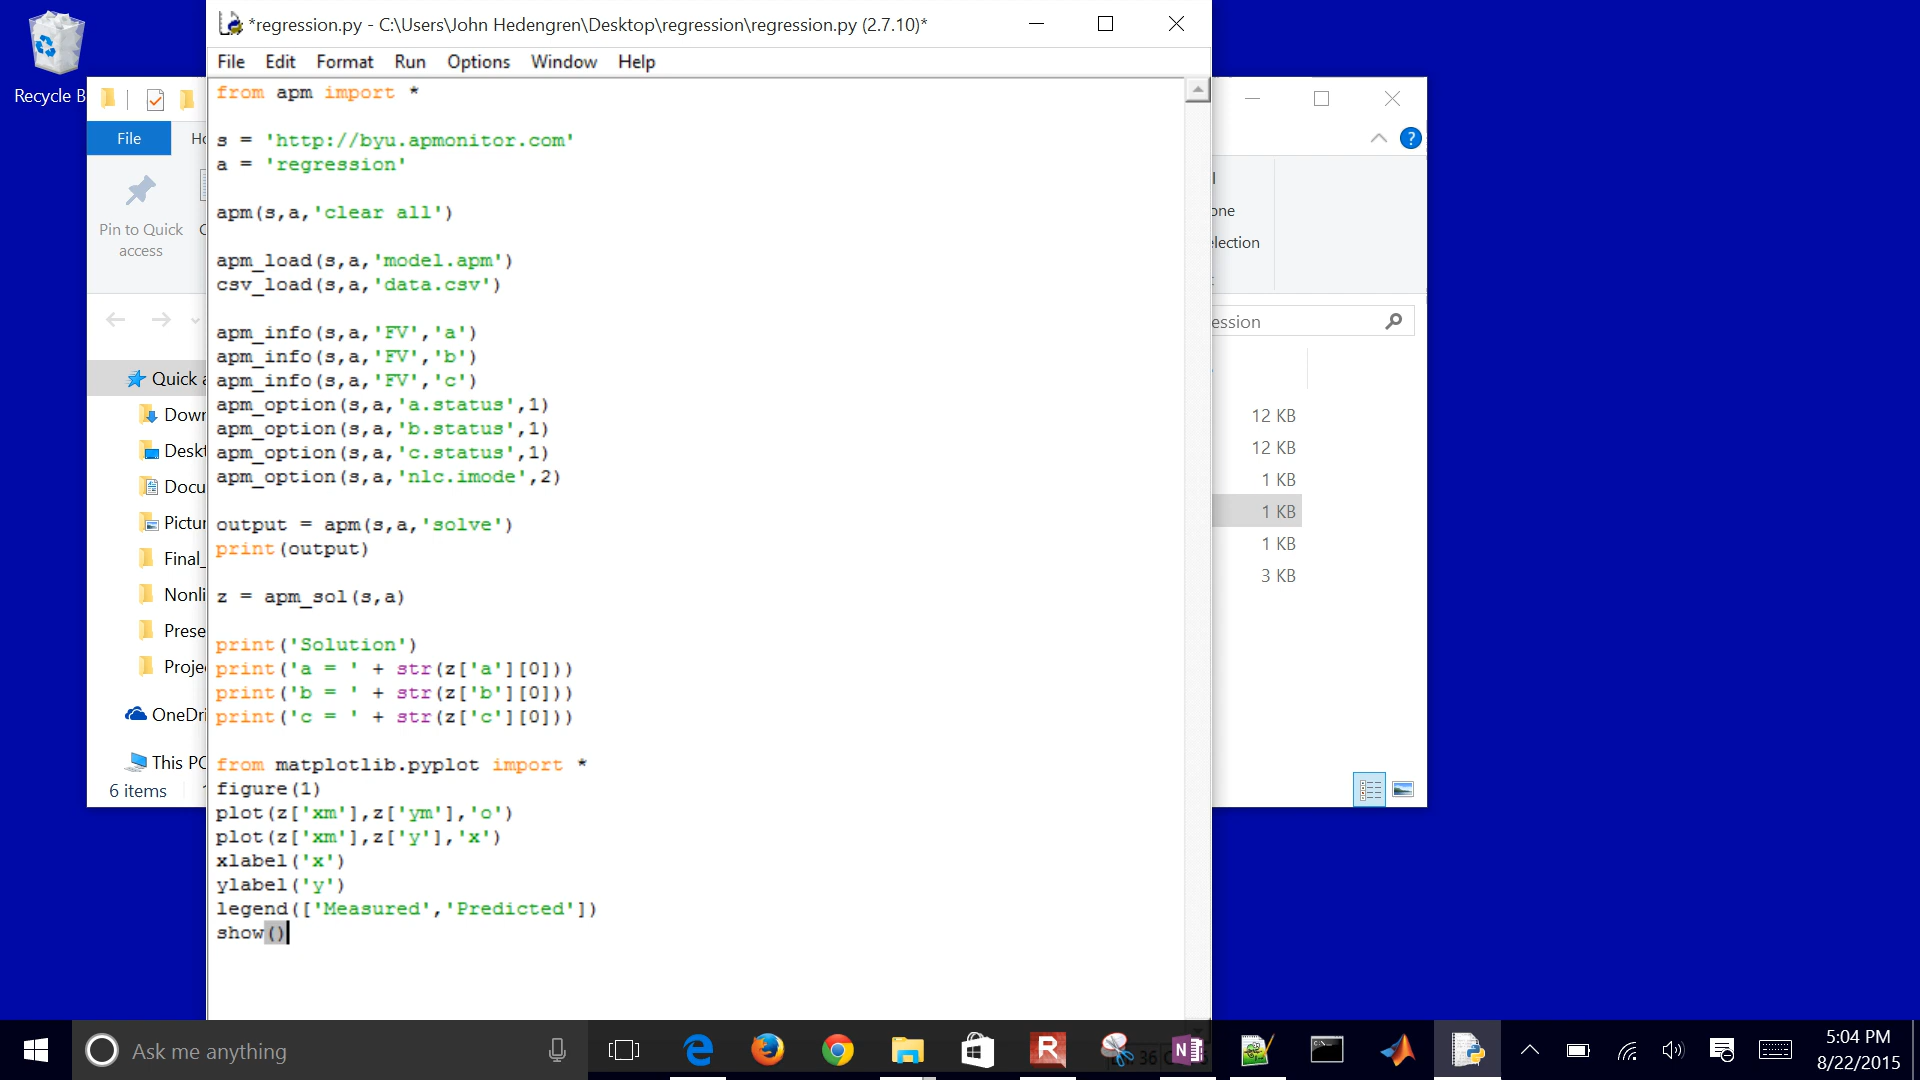 *regression.py - C:\Users\John Hedengren\Desktop\regression\regression.py (2.7.10)*
File Edit Format Run Options Window Help
from apm import *
s = 'http://byu.apmonitor.com'
a = 'regression'
apm(s,a,'clear all')
apm_load(s,a,'model.apm')
csv_load(s,a,'data.csv')
apm_info(s,a,'FV','a')
apm_info(s,a,'FV','b')
apm_info(s,a,'FV','c')
apm_option(s,a,'a.status',1)
apm_option(s,a,'b.status',1)
apm_option(s,a,'c.status',1)
apm_option(s,a,'nlc.imode',2)
output = apm(s,a,'solve')
print(output)
z = apm_sol(s,a)
print('Solution')
print('a = ' + str(z['a'][0]))
print('b = ' + str(z['b'][0]))
print('c = ' + str(z['c'][0]))
from matplotlib.pyplot import *
figure(1)
plot(z['xm'],z['ym'],'o')
plot(z['xm'],z['y'],'x')
xlabel('x')
ylabel('y')
legend(['Measured','Predicted'])
show()
Recycle B
File Ho
Pin to Quick
access
Quick a
Down
Deskt
Docu
Pictur
Final_
Nonli
Prese
Projec
OneDri
This PC
6 items
one
election
ession
12 KB
12 KB
1 KB
1 KB
1 KB
3 KB
Ask me anything
5:04 PM
8/22/2015